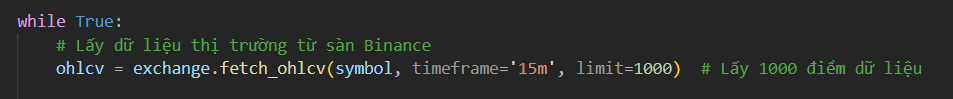 while True:
    # Lấy dữ liệu thị trường từ sàn Binance
    ohlcv = exchange.fetch_ohlcv(symbol, timeframe='15m', limit=1000)  # Lấy 1000 điểm dữ liệu